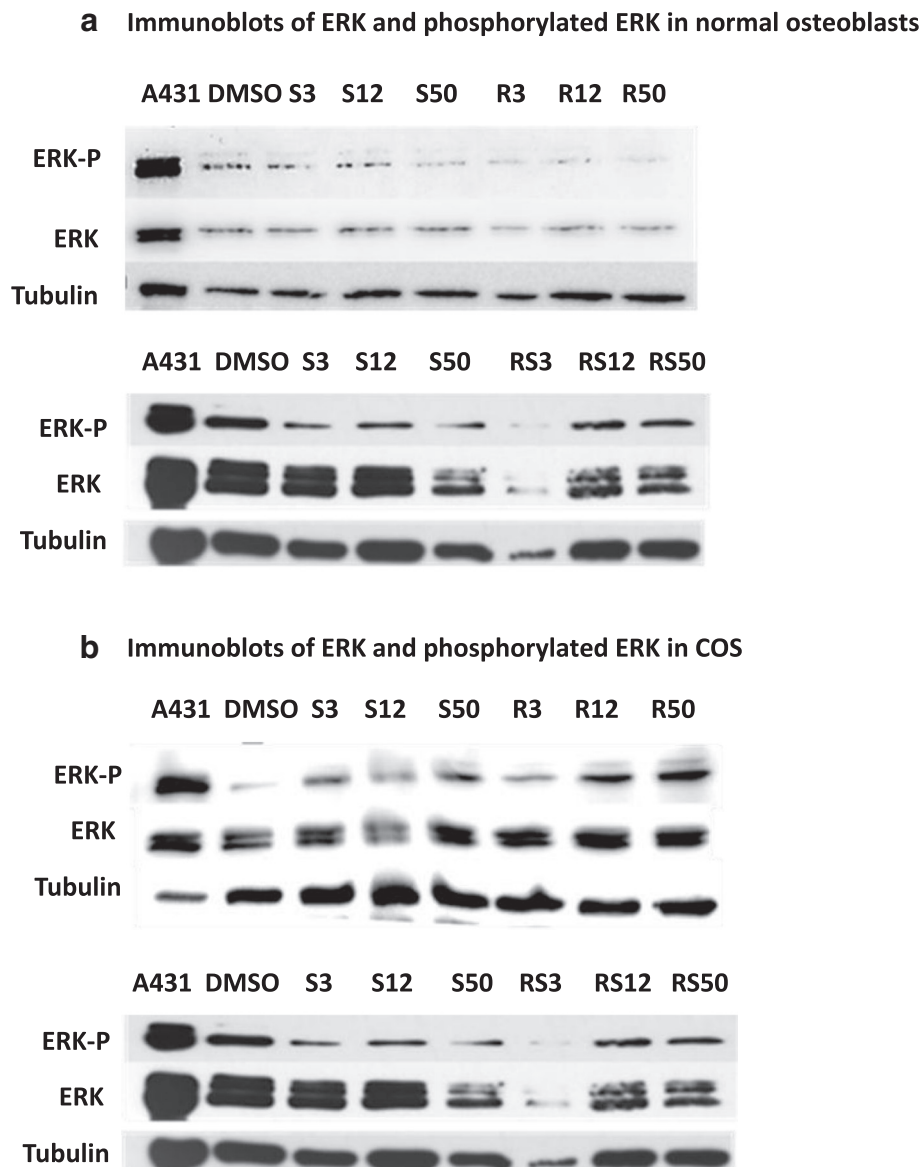 a Immunoblots of ERK and phosphorylated ERK in normal osteoblasts
A431 DMSO S3 S12 S50 R3 R12 R50
ERK-P
ERK
Tubulin
A431 DMSO S3 S12 S50 RS3 RS12 RS50
ERK-P
ERK
Tubulin
b Immunoblots of ERK and phosphorylated ERK in COS
A431 DMSO S3 S12 S50 R3 R12 R50
ERK-P
ERK
Tubulin
A431 DMSO S3 S12 S50 RS3 RS12 RS50
ERK-P
ERK
Tubulin